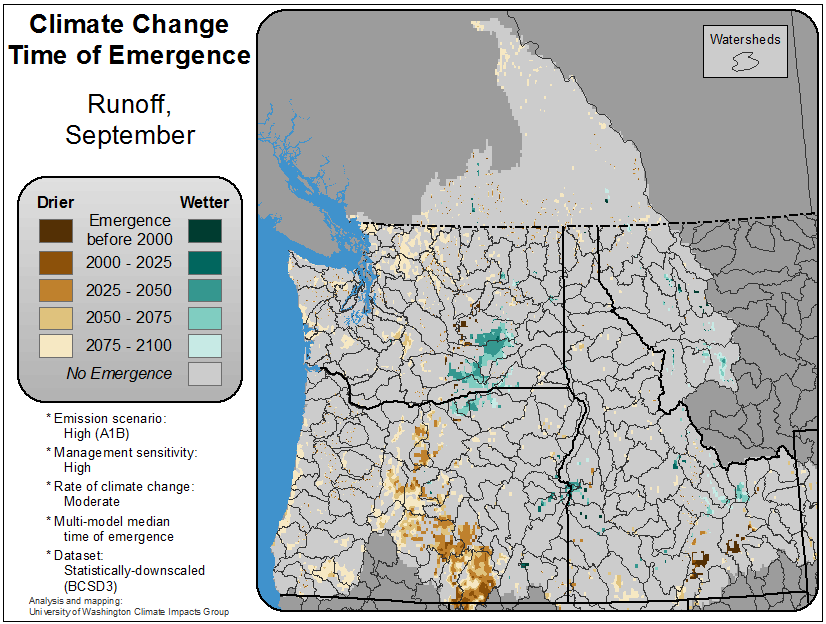 Climate Change
Time of Emergence
Runoff,
September
Drier
Wetter
Emergence
before 2000
2000 - 2025
2025 - 2050
2050 - 2075
2075 - 2100
No Emergence
* Emission scenario:
High (A1B)
* Management sensitivity:
High
* Rate of climate change:
Moderate
* Multi-model median
time of emergence
* Dataset:
Statistically-downscaled
(BCSD3)
Analysis and mapping:
University of Washington Climate Impacts Group
Watersheds